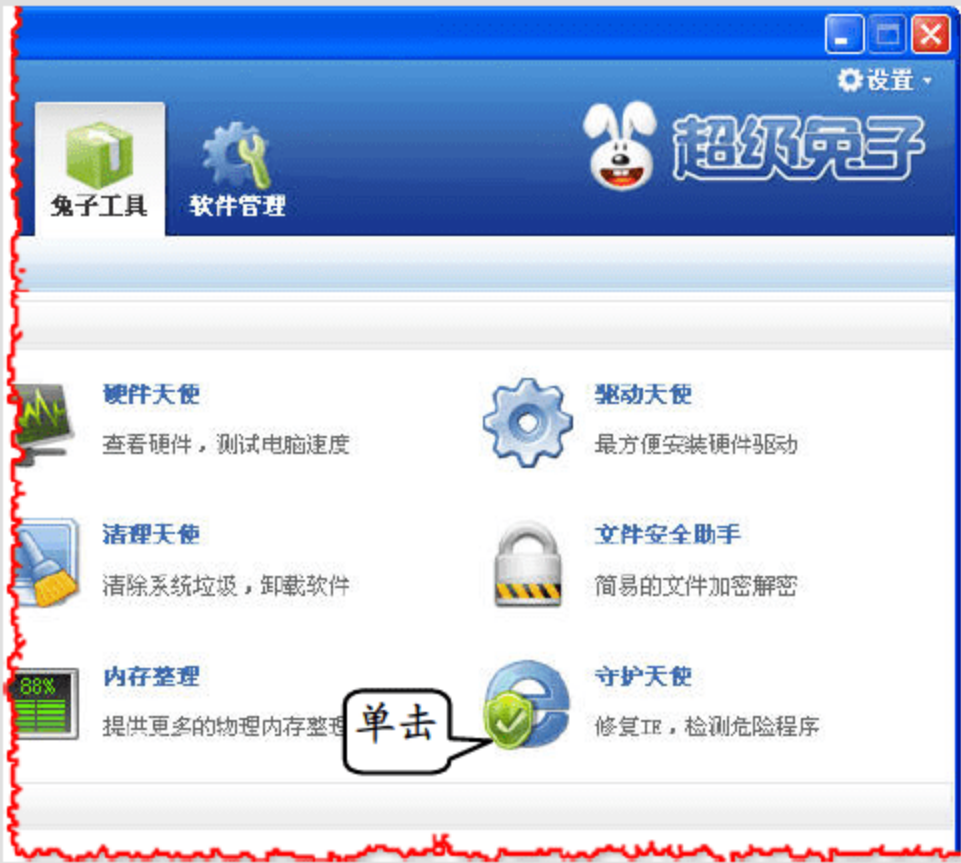 设置
超级兔子
兔子工具
软件管理
硬件天使
查看硬件，测试电脑速度
驱动天使
最方便安装硬件驱动
清理天使
清除系统垃圾，卸载软件
文件安全助手
简易的文件加密解密
88%
内存整理
提供更多的物理内存整理
单击
守护天使
修复IE，检测危险程序